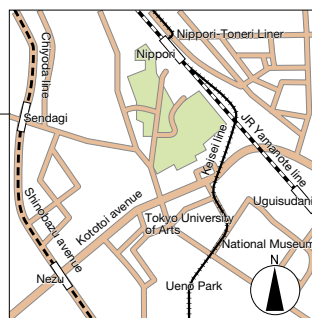 Nippori-Toneri Liner
Nippori
Chiyoda line
Sendagi
JR Yamanote line
Keisei line
Uguisudani
Shinobazu avenue
Kototoi avenue
Tokyo University
of Arts
National Museum
Nezu
Ueno Park
N